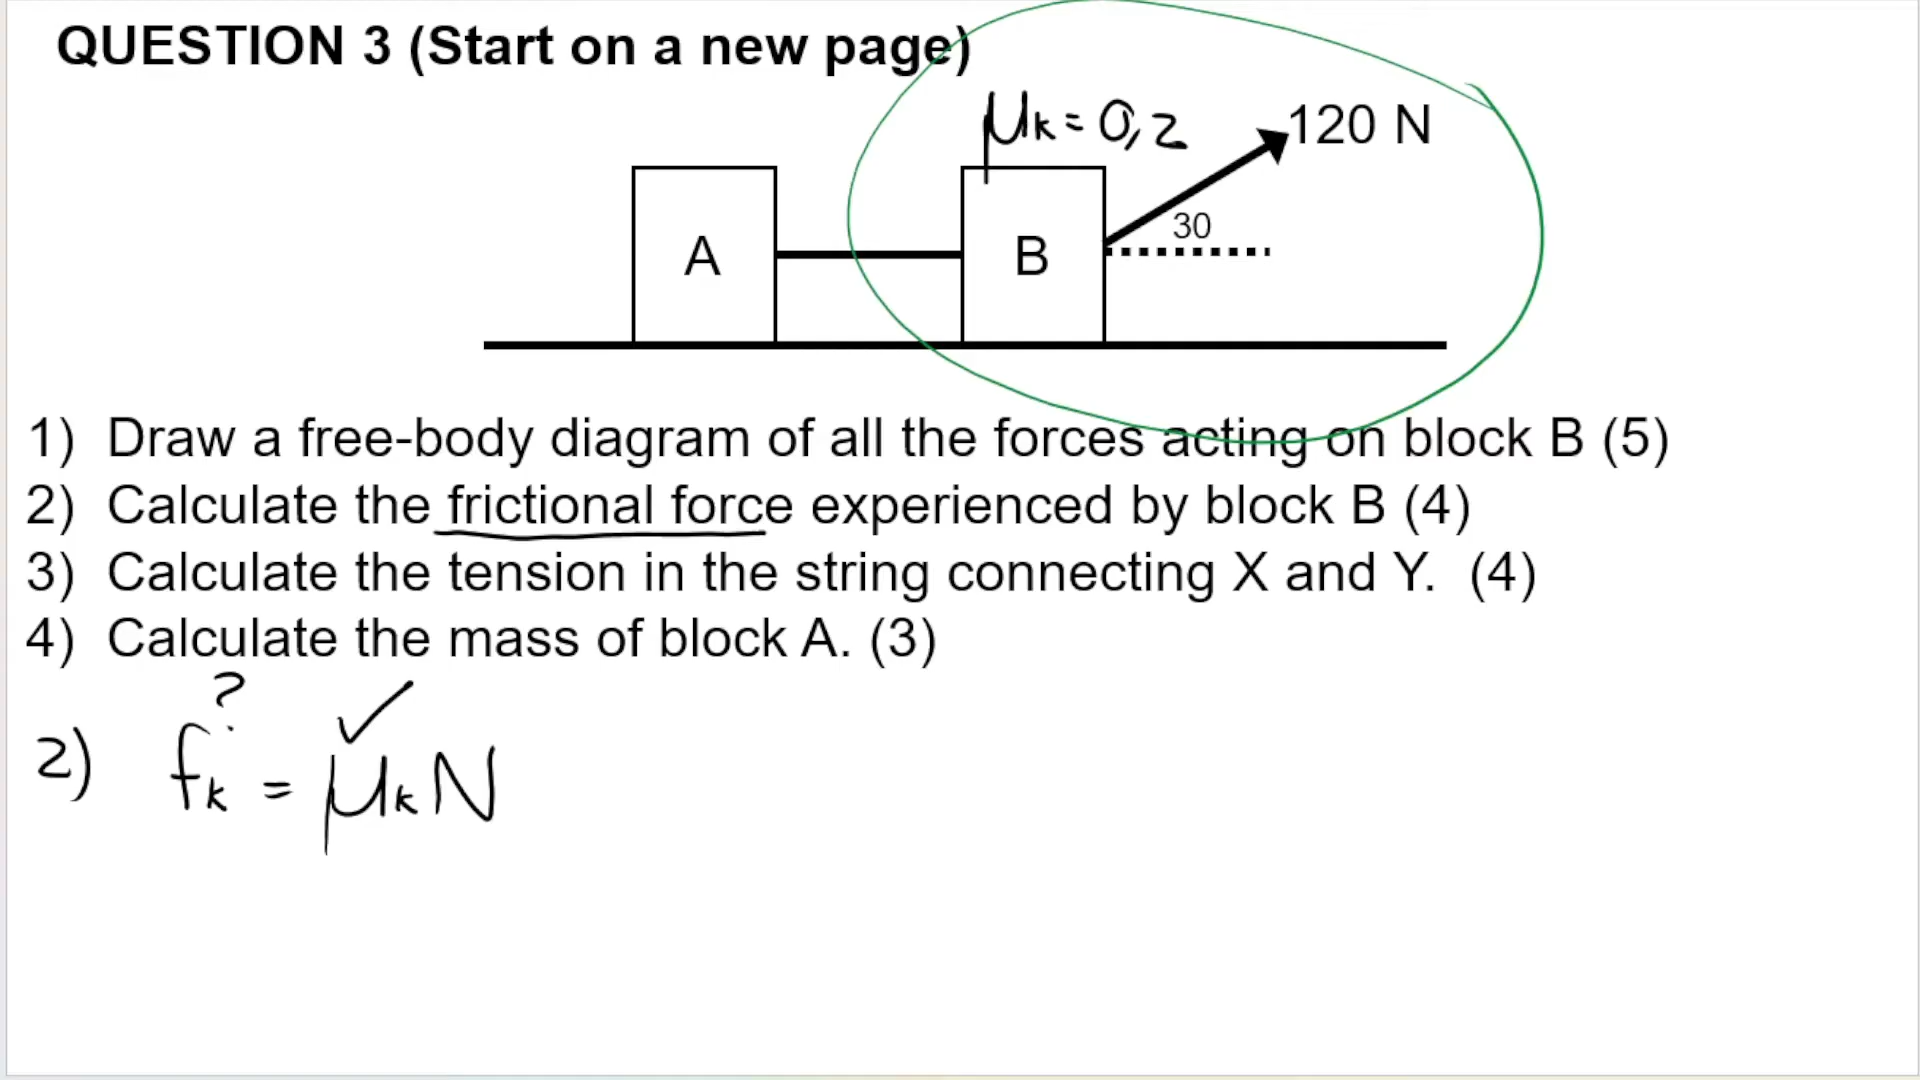 QUESTION 3 (Start on a new page)
μk = 0,2
120 N
30
A
B
1) Draw a free-body diagram of all the forces acting on block B (5)
2) Calculate the frictional force experienced by block B (4)
3) Calculate the tension in the string connecting X and Y. (4)
4) Calculate the mass of block A. (3)
? ✓
2) fk = μk N